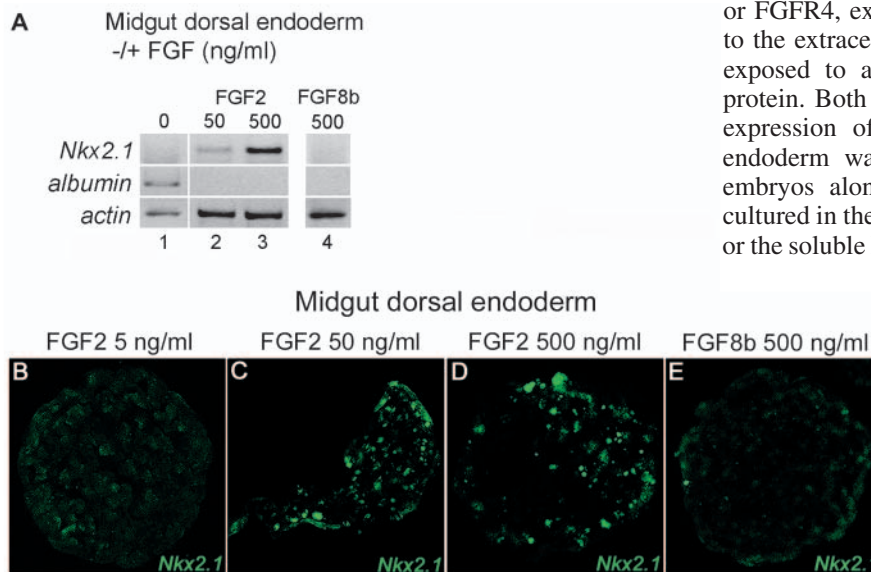 A
Midgut dorsal endoderm
-/+ FGF (ng/ml)
FGF2 FGF8b
0 50 500 500
Nkx2.1
albumin
actin
1 2 3 4
or FGFR4, ex
to the extrace
exposed to a
protein. Both
expression of
endoderm wa
embryos alon
cultured in the
or the soluble
Midgut dorsal endoderm
FGF2 5 ng/ml FGF2 50 ng/ml FGF2 500 ng/ml FGF8b 500 ng/ml
B C D E
Nkx2.1 Nkx2.1 Nkx2.1 Nkx2.